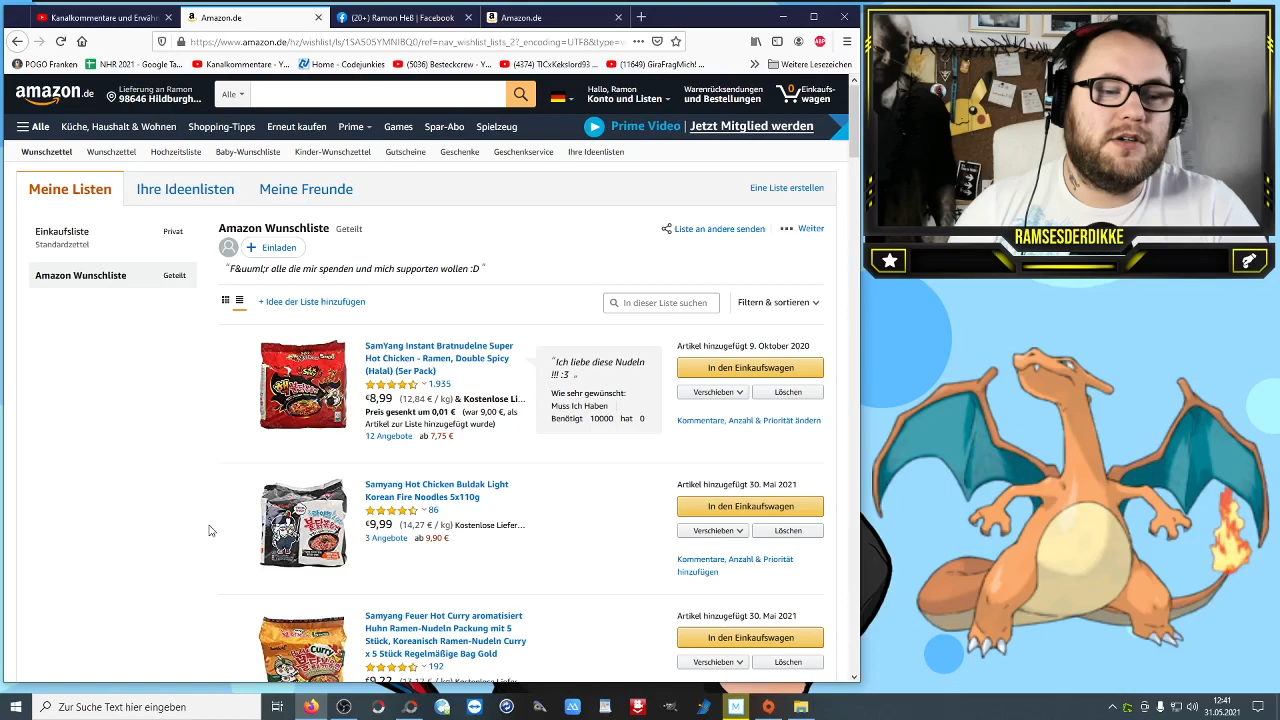 Kanalkommentare und Erwähn
Amazon.de
(20+) Ramon Heß | Facebook
Amazon.de
https://www.amazon.de/hz/wishlist/ls/
ref=nav_wishlist_lists_2?_encoding=UTF8&type=w
POGO Franken
NHR 2021 - Google Ta
Kanalkommentare - Y
Home - Codejunkies
(5036) Besteckcrew - Y
(4374) TICxKekslord93
(11649) GiraFragMich!
Weitere Lesezeichen
amazon.de
Lieferung an Ramon
98646 Hildburgh...
Alle
Hallo, Ramon
Konto und Listen
Warenrücksendungen
und Bestellungen
0
Einkaufs-
wagen
Alle
Küche, Haushalt & Wohnen
Shopping-Tipps
Erneut kaufen
Prime
Games
Spar-Abo
Spielzeug
Prime Video | Jetzt Mitglied werden
Wunschzettel
Wunschzettel
Hochzeitsliste
Baby-Wunschliste
Kinder-Wunschzettel
Gutscheine
Geschenke
Geschenkservice
Ihre Ideenlisten
Meine Listen
Ihre Ideenlisten
Meine Freunde
Eine Liste erstellen
Einkaufsliste
Privat
Standardzettel
Amazon Wunschliste
Geteilt
Amazon Wunschliste Geteilt
Liste an andere senden
Weiter
+ Einladen
"F&uuml;r alle die mir spenden und mich supporten wollen :D "
+ Idee der Liste hinzufügen
In dieser Liste suchen
Filtern & sortieren
SamYang Instant Bratnudelne Super
Hot Chicken - Ramen, Double Spicy
(Halal) (5er Pack)
1.935
€8,99 (12,84 € / kg) & Kostenlose Li...
Preis gesenkt um 0,01 € (war 9,00 €, als
Artikel zur Liste hinzugefügt wurde)
12 Angebote ab 7,75 €
"Ich liebe diese Nudeln
!!! :3 „
Wie sehr gewünscht:
Muss Ich Haben
Benötigt 10000 hat 0
Artikel hinzugefügt 9. Oktober 2020
In den Einkaufswagen
Verschieben
Löschen
Kommentare, Anzahl & Priorität ändern
Samyang Hot Chicken Buldak Light
Korean Fire Noodles 5x110g
86
€9,99 (14,27 € / kg) Kostenlose Liefer...
3 Angebote ab 9,90 €
Artikel hinzugefügt 30. Mai 2021
In den Einkaufswagen
Verschieben
Löschen
Kommentare, Anzahl & Priorität
hinzufügen
Samyang Feuer Hot Curry aromatisiert
Huhn Ramen-Nudeln Packung mit 5
Stück, Koreanisch Ramen-Nudeln Curry
x 5 Stück Regelmäßige Bag Gold
192
€9,22 (13,17 € / kg) Kostenlose Liefer...
Artikel hinzugefügt 30. Mai 2021
In den Einkaufswagen
Verschieben
Löschen
RAMSESDERDIKKE
Zur Suche Text hier eingeben
12:41
31.05.2021